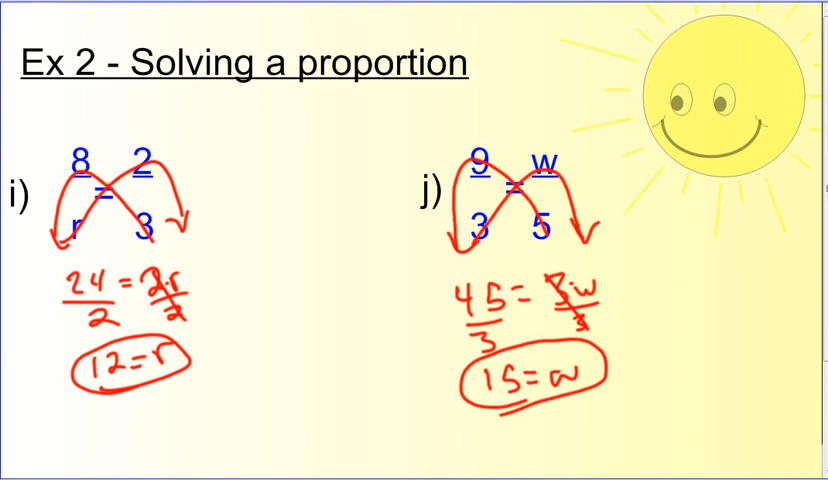 Ex 2 - Solving a proportion
i) 8/r = 2/3
24/2 = 2r/2
12 = r
j) 9/3 = w/5
45/3 = 3w/3
15 = w